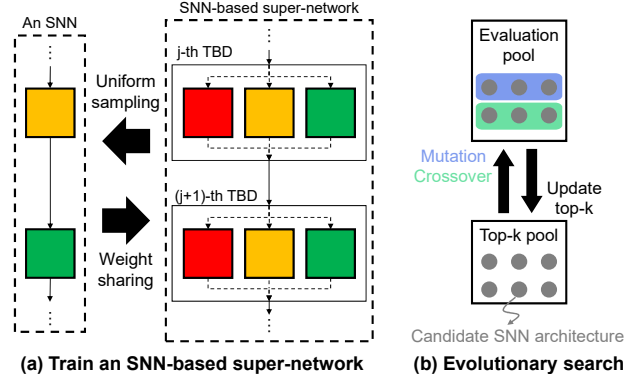 An SNN
SNN-based super-network
j-th TBD
Uniform
sampling
(j+1)-th TBD
Weight
sharing
(a) Train an SNN-based super-network
Evaluation
pool
Mutation
Crossover
Update
top-k
Top-k pool
Candidate SNN architecture
(b) Evolutionary search